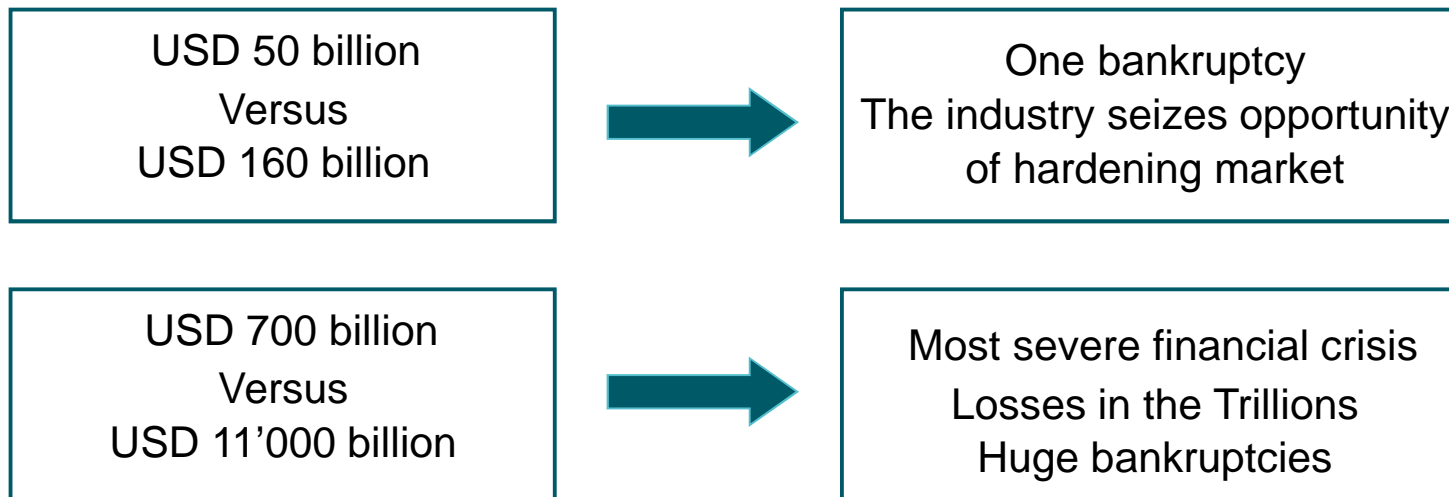 USD 50 billion
Versus
USD 160 billion
One bankruptcy
The industry seizes opportunity
of hardening market
USD 700 billion
Versus
USD 11’000 billion
Most severe financial crisis
Losses in the Trillions
Huge bankruptcies